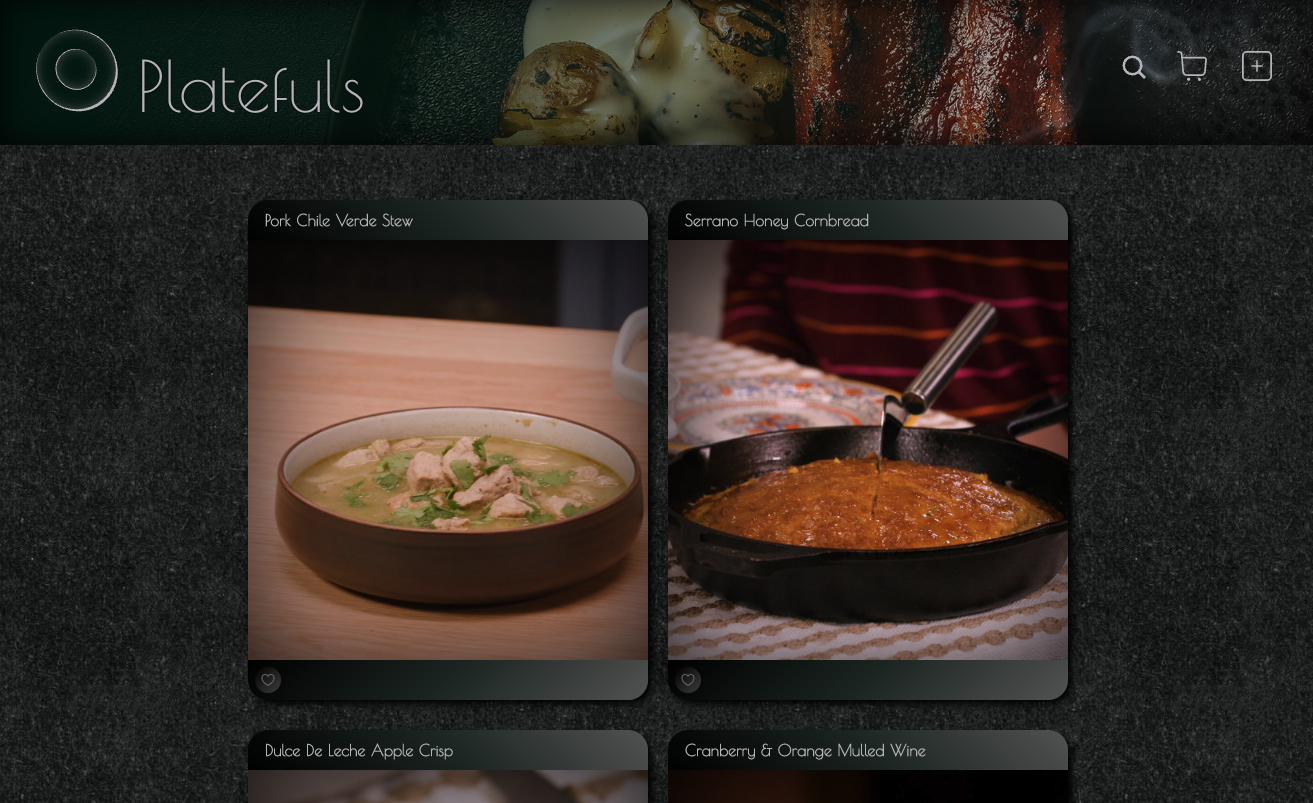 Platefuls
Pork Chile Verde Stew
Serrano Honey Cornbread
Dulce De Leche Apple Crisp
Cranberry & Orange Mulled Wine